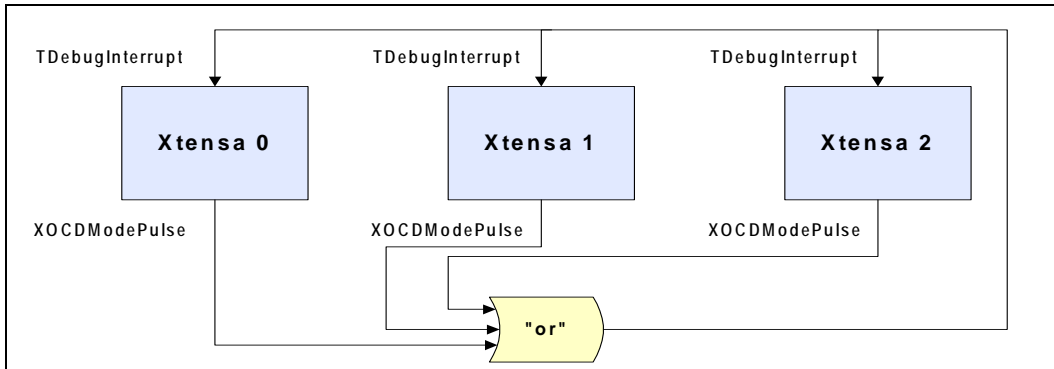 TDebugInterrupt TDebugInterrupt TDebugInterrupt
Xtensa 0 Xtensa 1 Xtensa 2
XOCDModePulse XOCDModePulse XOCDModePulse
"or"